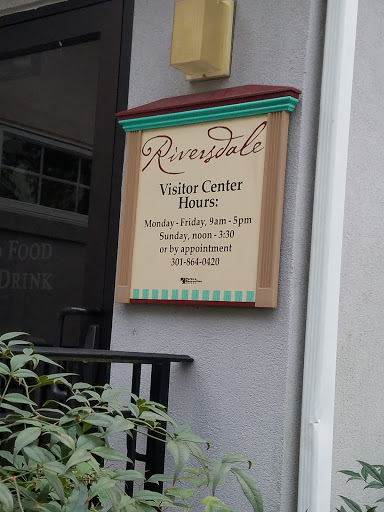 Riversdale
Visitor Center
Hours:
Monday - Friday, 9am - 5pm
Sunday, noon - 3:30
or by appointment
301-864-0420
FOOD
DRINK